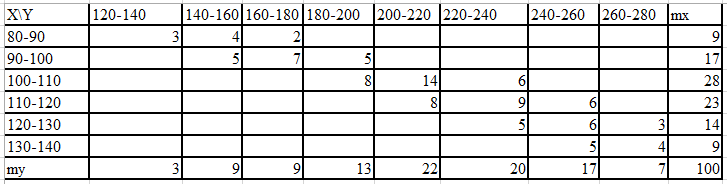 X\Y 120-140 140-160 160-180 180-200 200-220 220-240 240-260 260-280 mx
80-90 3 4 2 9
90-100 5 7 5 17
100-110 8 14 6 28
110-120 8 9 6 23
120-130 5 6 3 14
130-140 5 4 9
my 3 9 9 13 22 20 17 7 100